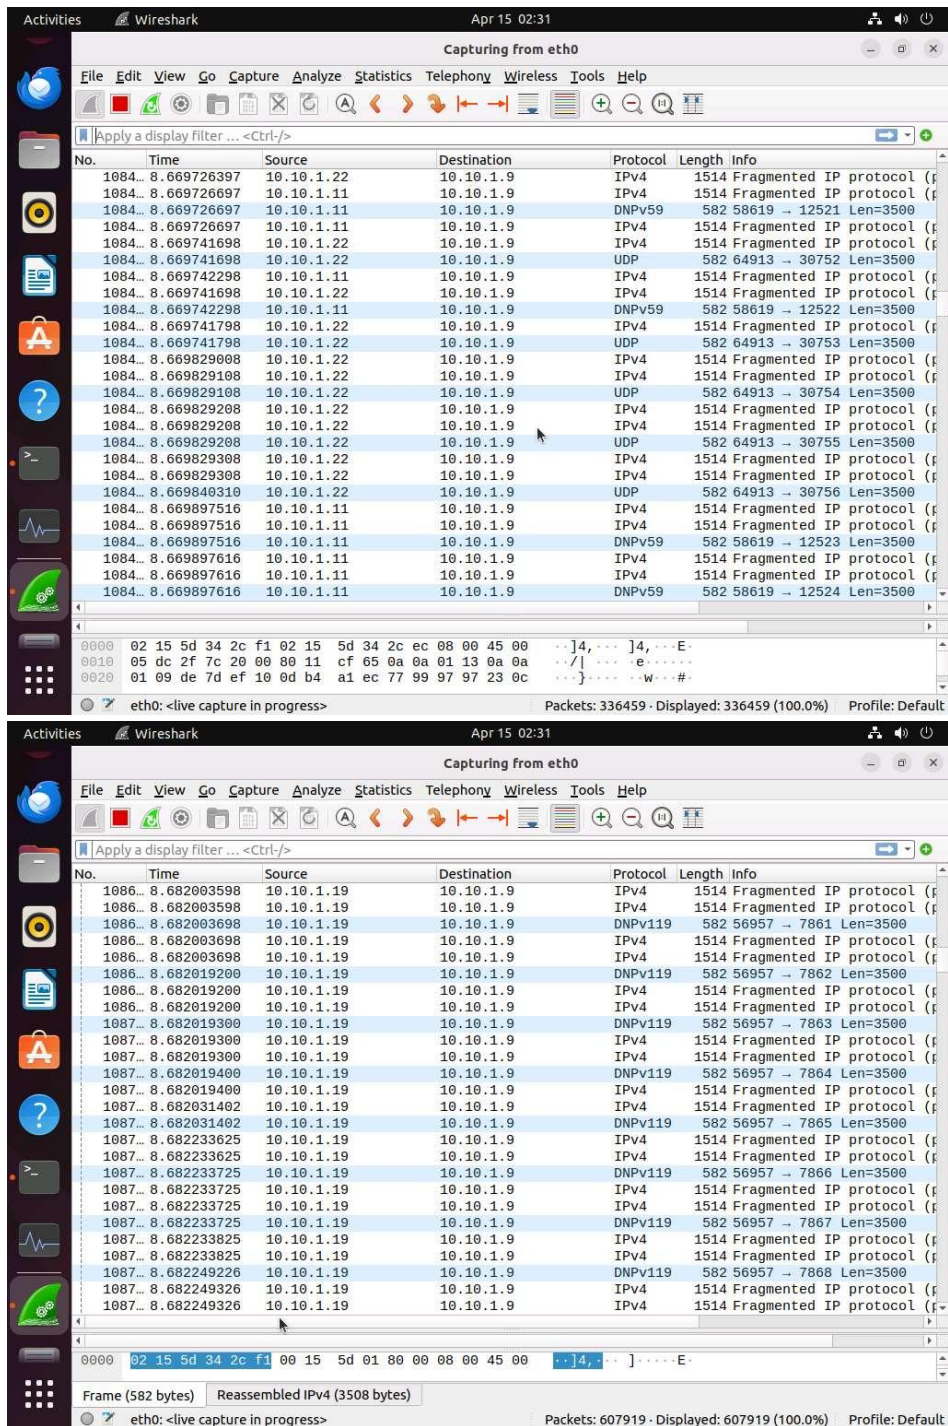 Activities Wireshark Apr 15 02:31
Capturing from eth0
File Edit View Go Capture Analyze Statistics Telephony Wireless Tools Help
Apply a display filter ... <Ctrl-/>
No. Time Source Destination Protocol Length Info
1084… 8.669726397 10.10.1.22 10.10.1.9 IPv4 1514 Fragmented IP protocol (p
1084… 8.669726697 10.10.1.11 10.10.1.9 IPv4 1514 Fragmented IP protocol (p
1084… 8.669726697 10.10.1.11 10.10.1.9 DNPv59 582 58619 → 12521 Len=3500
1084… 8.669726697 10.10.1.11 10.10.1.9 IPv4 1514 Fragmented IP protocol (p
1084… 8.669741698 10.10.1.22 10.10.1.9 IPv4 1514 Fragmented IP protocol (p
1084… 8.669741698 10.10.1.22 10.10.1.9 UDP 582 64913 → 30752 Len=3500
1084… 8.669742298 10.10.1.11 10.10.1.9 IPv4 1514 Fragmented IP protocol (p
1084… 8.669741698 10.10.1.22 10.10.1.9 IPv4 1514 Fragmented IP protocol (p
1084… 8.669742298 10.10.1.11 10.10.1.9 DNPv59 582 58619 → 12522 Len=3500
1084… 8.669741798 10.10.1.22 10.10.1.9 IPv4 1514 Fragmented IP protocol (p
1084… 8.669741798 10.10.1.22 10.10.1.9 UDP 582 64913 → 30753 Len=3500
1084… 8.669829008 10.10.1.22 10.10.1.9 IPv4 1514 Fragmented IP protocol (p
1084… 8.669829108 10.10.1.22 10.10.1.9 IPv4 1514 Fragmented IP protocol (p
1084… 8.669829108 10.10.1.22 10.10.1.9 UDP 582 64913 → 30754 Len=3500
1084… 8.669829208 10.10.1.22 10.10.1.9 IPv4 1514 Fragmented IP protocol (p
1084… 8.669829208 10.10.1.22 10.10.1.9 IPv4 1514 Fragmented IP protocol (p
1084… 8.669829208 10.10.1.22 10.10.1.9 UDP 582 64913 → 30755 Len=3500
1084… 8.669829308 10.10.1.22 10.10.1.9 IPv4 1514 Fragmented IP protocol (p
1084… 8.669829308 10.10.1.22 10.10.1.9 IPv4 1514 Fragmented IP protocol (p
1084… 8.669840310 10.10.1.22 10.10.1.9 UDP 582 64913 → 30756 Len=3500
1084… 8.669897516 10.10.1.11 10.10.1.9 IPv4 1514 Fragmented IP protocol (p
1084… 8.669897516 10.10.1.11 10.10.1.9 IPv4 1514 Fragmented IP protocol (p
1084… 8.669897516 10.10.1.11 10.10.1.9 DNPv59 582 58619 → 12523 Len=3500
1084… 8.669897616 10.10.1.11 10.10.1.9 IPv4 1514 Fragmented IP protocol (p
1084… 8.669897616 10.10.1.11 10.10.1.9 IPv4 1514 Fragmented IP protocol (p
1084… 8.669897616 10.10.1.11 10.10.1.9 DNPv59 582 58619 → 12524 Len=3500
0000 02 15 5d 34 2c f1 02 15 5d 34 2c ec 08 00 45 00 ··]4,··· ]4,···E·
0010 05 dc 2f 7c 20 00 80 11 cf 65 0a 0a 01 13 0a 0a ··/| ··· ·e······
0020 01 09 de 7d ef 10 0d b4 a1 ec 77 99 97 97 23 0c ···}···· ··w···#·
eth0: <live capture in progress> Packets: 336459 · Displayed: 336459 (100.0%) Profile: Default
Activities Wireshark Apr 15 02:31
Capturing from eth0
File Edit View Go Capture Analyze Statistics Telephony Wireless Tools Help
Apply a display filter ... <Ctrl-/>
No. Time Source Destination Protocol Length Info
1086… 8.682003598 10.10.1.19 10.10.1.9 IPv4 1514 Fragmented IP protocol (p
1086… 8.682003598 10.10.1.19 10.10.1.9 IPv4 1514 Fragmented IP protocol (p
1086… 8.682003698 10.10.1.19 10.10.1.9 DNPv119 582 56957 → 7861 Len=3500
1086… 8.682003698 10.10.1.19 10.10.1.9 IPv4 1514 Fragmented IP protocol (p
1086… 8.682003698 10.10.1.19 10.10.1.9 IPv4 1514 Fragmented IP protocol (p
1086… 8.682019200 10.10.1.19 10.10.1.9 DNPv119 582 56957 → 7862 Len=3500
1086… 8.682019200 10.10.1.19 10.10.1.9 IPv4 1514 Fragmented IP protocol (p
1086… 8.682019200 10.10.1.19 10.10.1.9 IPv4 1514 Fragmented IP protocol (p
1087… 8.682019300 10.10.1.19 10.10.1.9 DNPv119 582 56957 → 7863 Len=3500
1087… 8.682019300 10.10.1.19 10.10.1.9 IPv4 1514 Fragmented IP protocol (p
1087… 8.682019300 10.10.1.19 10.10.1.9 IPv4 1514 Fragmented IP protocol (p
1087… 8.682019400 10.10.1.19 10.10.1.9 DNPv119 582 56957 → 7864 Len=3500
1087… 8.682019400 10.10.1.19 10.10.1.9 IPv4 1514 Fragmented IP protocol (p
1087… 8.682031402 10.10.1.19 10.10.1.9 IPv4 1514 Fragmented IP protocol (p
1087… 8.682031402 10.10.1.19 10.10.1.9 DNPv119 582 56957 → 7865 Len=3500
1087… 8.682233625 10.10.1.19 10.10.1.9 IPv4 1514 Fragmented IP protocol (p
1087… 8.682233625 10.10.1.19 10.10.1.9 IPv4 1514 Fragmented IP protocol (p
1087… 8.682233725 10.10.1.19 10.10.1.9 DNPv119 582 56957 → 7866 Len=3500
1087… 8.682233725 10.10.1.19 10.10.1.9 IPv4 1514 Fragmented IP protocol (p
1087… 8.682233725 10.10.1.19 10.10.1.9 IPv4 1514 Fragmented IP protocol (p
1087… 8.682233725 10.10.1.19 10.10.1.9 DNPv119 582 56957 → 7867 Len=3500
1087… 8.682233825 10.10.1.19 10.10.1.9 IPv4 1514 Fragmented IP protocol (p
1087… 8.682233825 10.10.1.19 10.10.1.9 IPv4 1514 Fragmented IP protocol (p
1087… 8.682249226 10.10.1.19 10.10.1.9 DNPv119 582 56957 → 7868 Len=3500
1087… 8.682249326 10.10.1.19 10.10.1.9 IPv4 1514 Fragmented IP protocol (p
1087… 8.682249326 10.10.1.19 10.10.1.9 IPv4 1514 Fragmented IP protocol (p
0000 02 15 5d 34 2c f1 00 15 5d 01 80 00 08 00 45 00 ··]4,··· ]·····E·
Frame (582 bytes) Reassembled IPv4 (3508 bytes)
eth0: <live capture in progress> Packets: 607919 · Displayed: 607919 (100.0%) Profile: Default